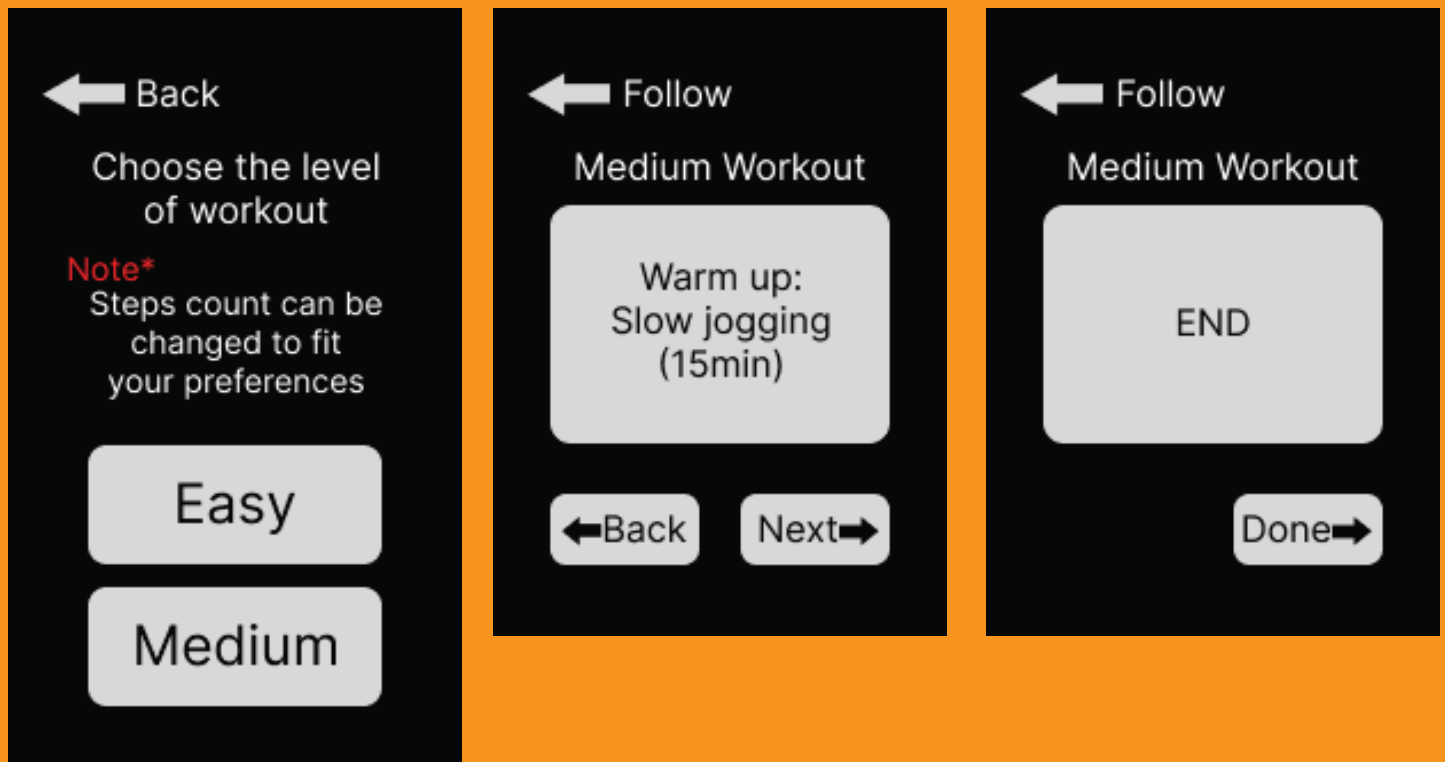 Back
Choose the level
of workout
Note*
Steps count can be
changed to fit
your preferences
Easy
Medium
Follow
Medium Workout
Warm up:
Slow jogging
(15min)
Back
Next
Follow
Medium Workout
END
Done